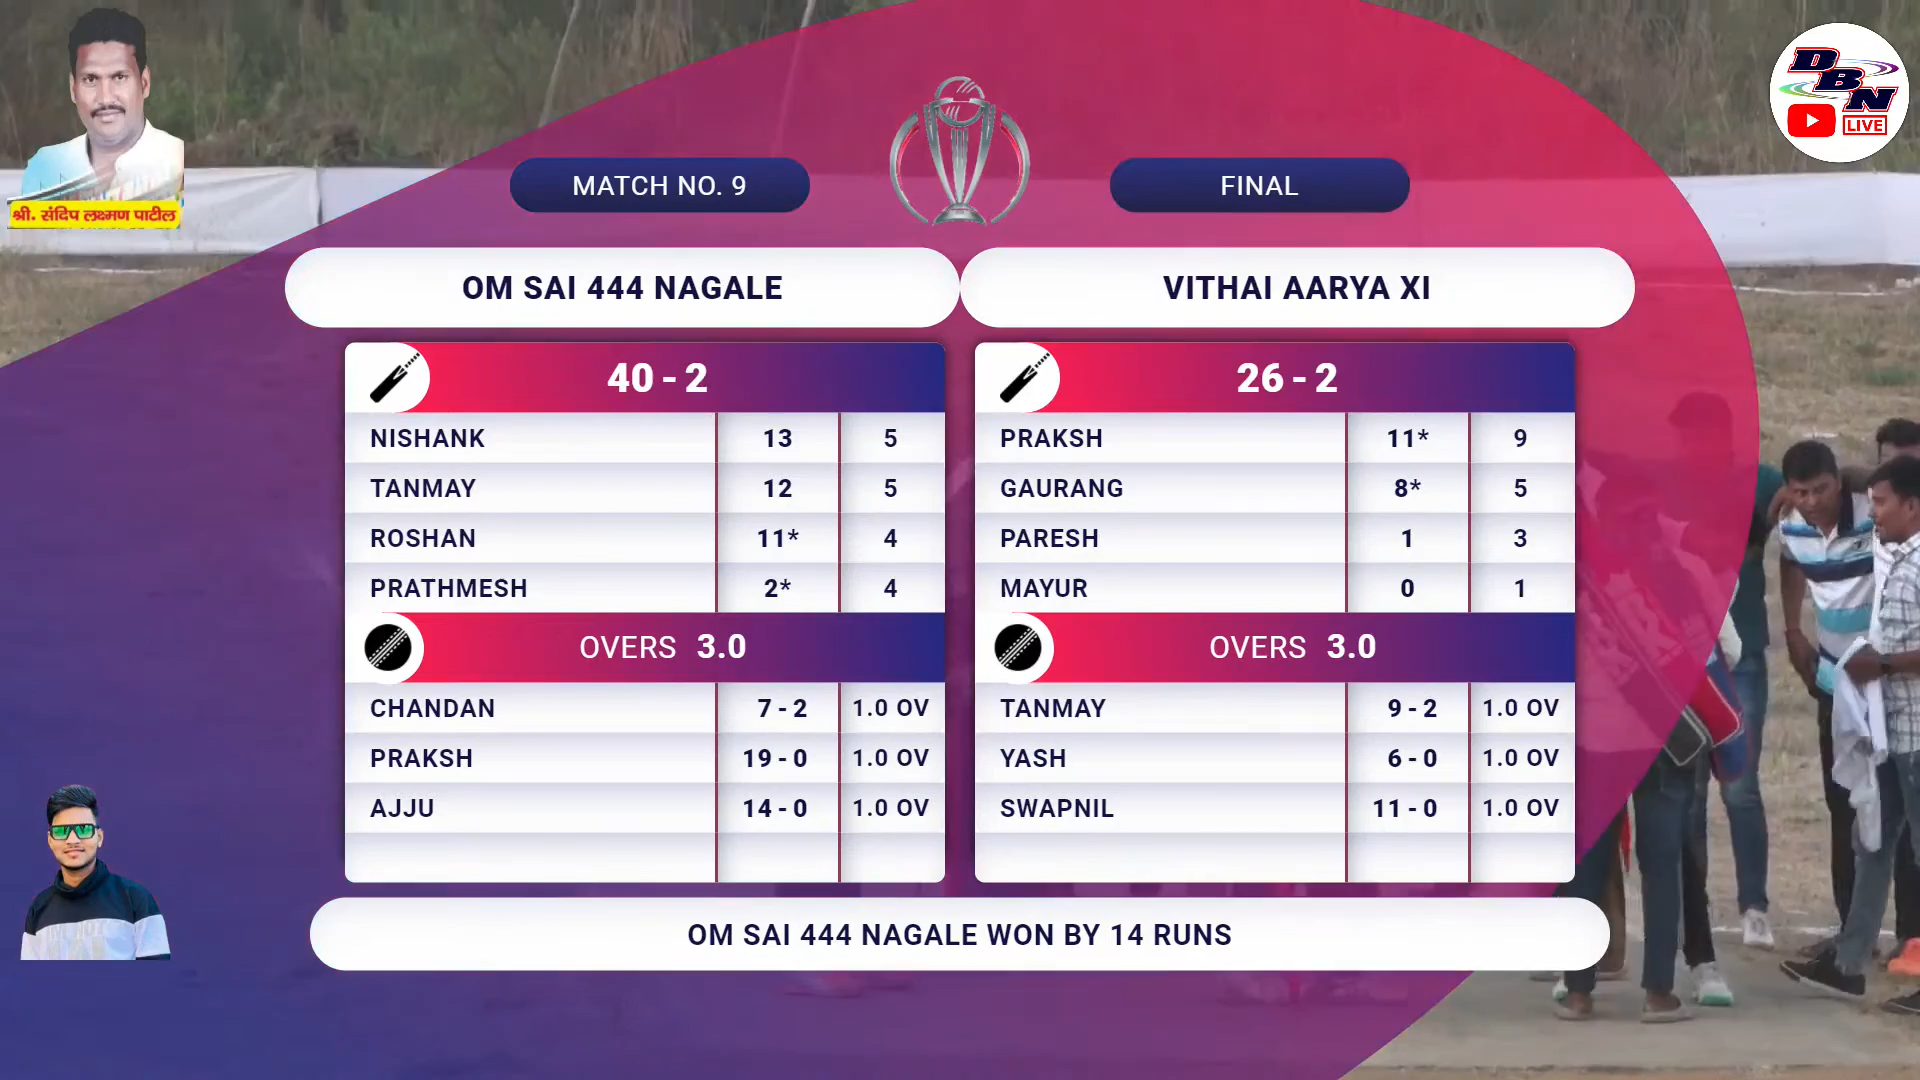 श्री. संदिप लक्ष्मण पाटील
DBN
LIVE
MATCH NO. 9
FINAL
OM SAI 444 NAGALE
VITHAI AARYA XI
40 - 2
NISHANK 13 5
TANMAY 12 5
ROSHAN 11* 4
PRATHMESH 2* 4
OVERS 3.0
CHANDAN 7 - 2 1.0 OV
PRAKSH 19 - 0 1.0 OV
AJJU 14 - 0 1.0 OV
26 - 2
PRAKSH 11* 9
GAURANG 8* 5
PARESH 1 3
MAYUR 0 1
OVERS 3.0
TANMAY 9 - 2 1.0 OV
YASH 6 - 0 1.0 OV
SWAPNIL 11 - 0 1.0 OV
OM SAI 444 NAGALE WON BY 14 RUNS